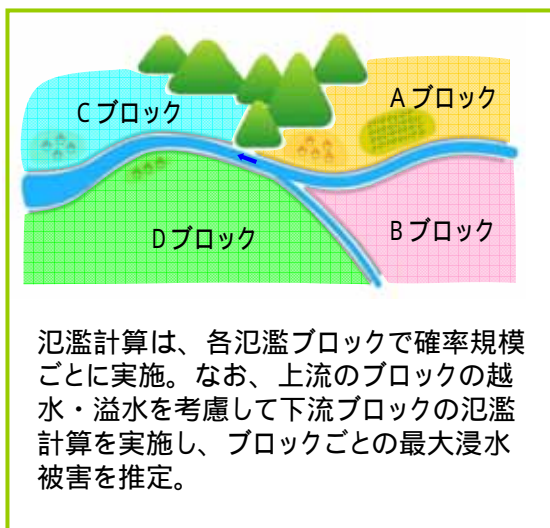 Aブロック
Cブロック
Bブロック
Dブロック
氾濫計算は、各氾濫ブロックで確率規模
ごとに実施。なお、上流のブロックの越
水・溢水を考慮して下流ブロックの氾濫
計算を実施し、ブロックごとの最大浸水
被害を推定。